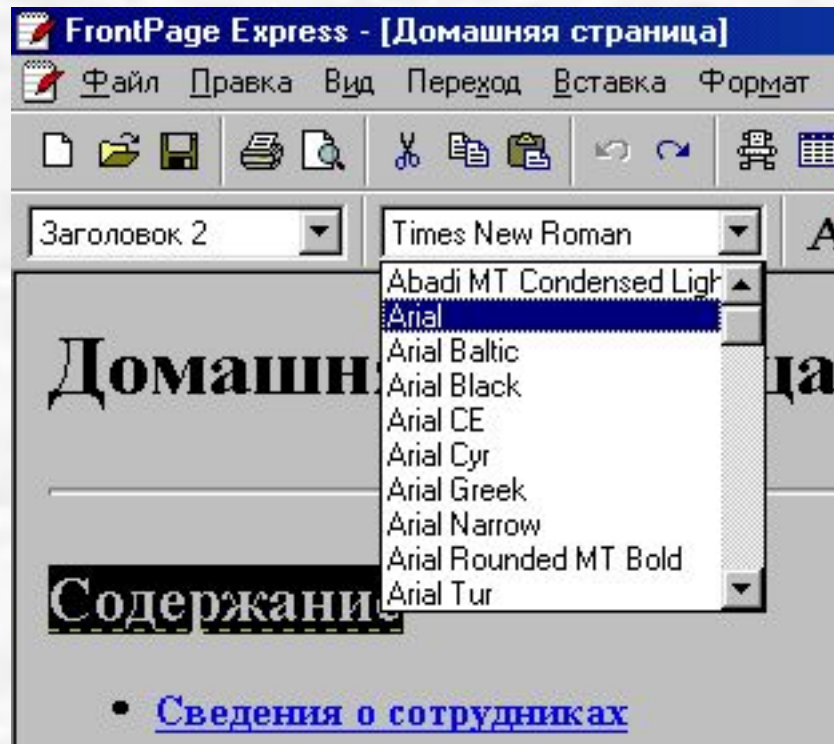 FrontPage Express - [Домашняя страница]
Файл Правка Вид Переход Вставка Формат
Заголовок 2 Times New Roman A
Abadi MT Condensed Ligh
Arial
Arial Baltic
Arial Black
Arial CE
Arial Cyr
Arial Greek
Arial Narrow
Arial Rounded MT Bold
Arial Tur
Домашн ца
Содержание
• Сведения о сотрудниках